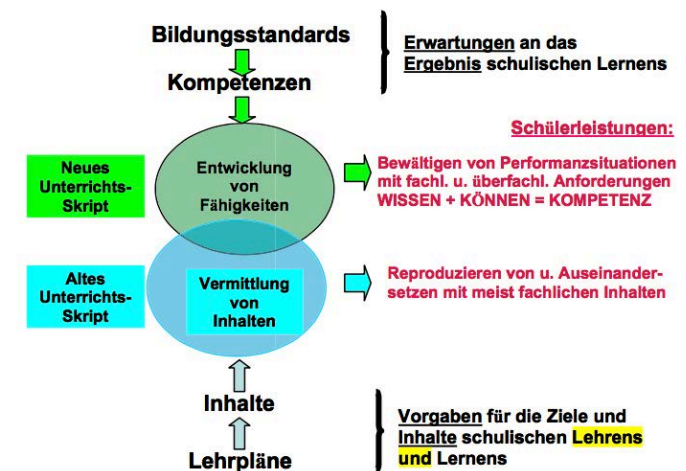 Bildungsstandards
Kompetenzen
Erwartungen an das
Ergebnis schulischen Lernens
Schülerleistungen:
Neues
Unterrichts-
Skript
Entwicklung
von
Fähigkeiten
Bewältigen von Performanzsituationen
mit fachl. u. überfachl. Anforderungen
WISSEN + KÖNNEN = KOMPETENZ
Altes
Unterrichts-
Skript
Vermittlung
von
Inhalten
Reproduzieren von u. Auseinander-
setzen mit meist fachlichen Inhalten
Inhalte
Lehrpläne
Vorgaben für die Ziele und
Inhalte schulischen Lehrens
und Lernens